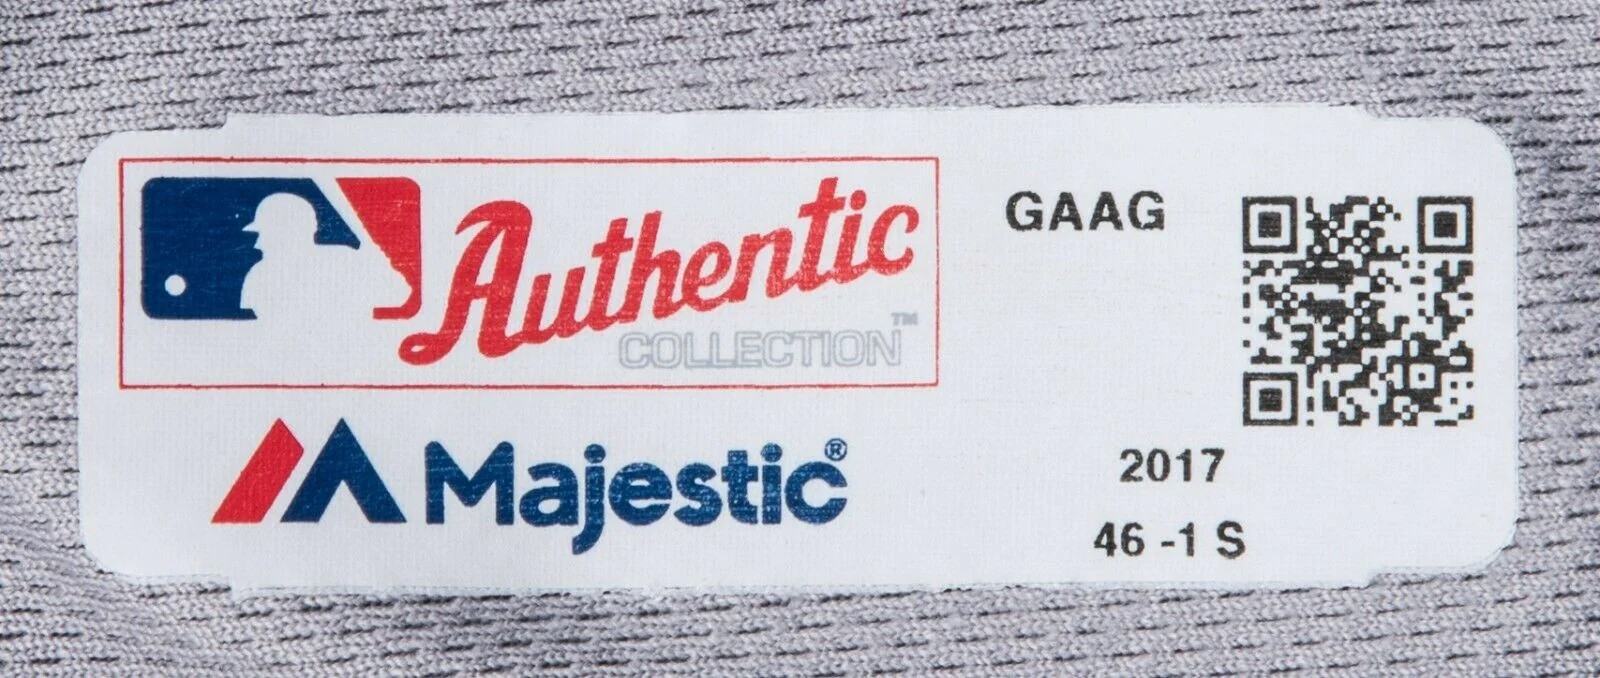 Authentic
COLLECTION™
Majestic®
GAAG
2017
46 -1 S